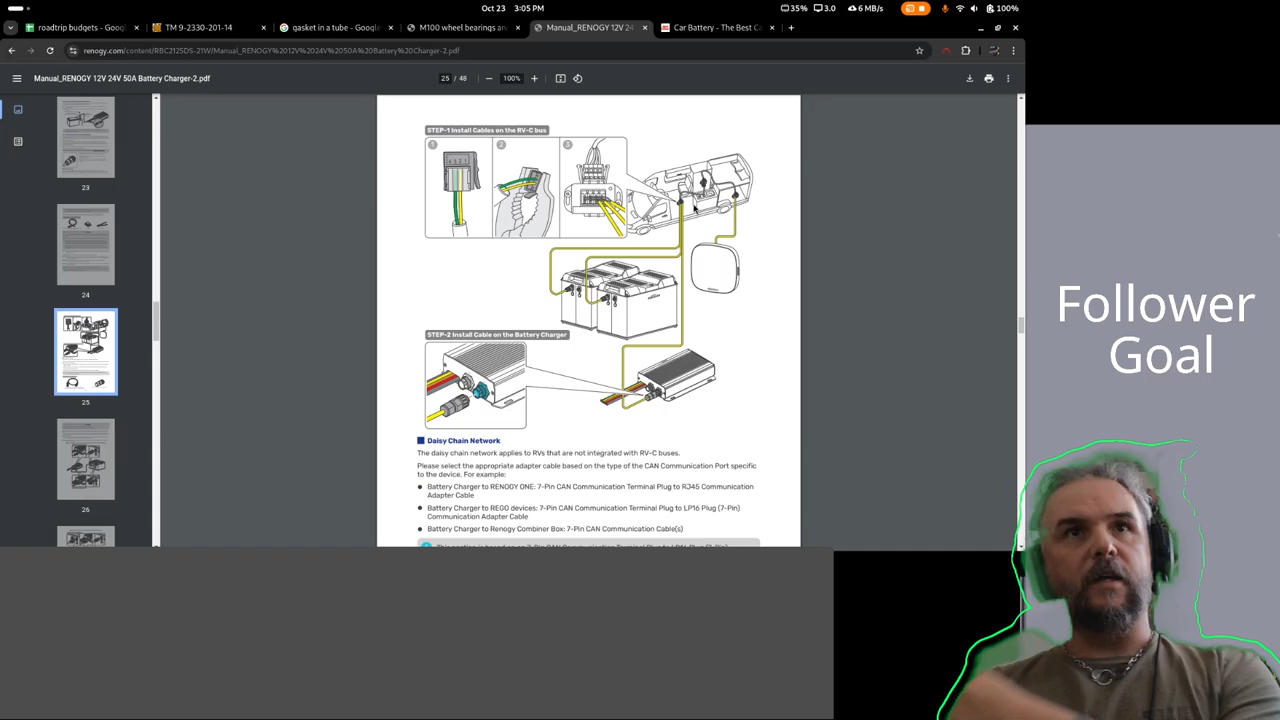 Oct 23 3:05 PM
35% 3.0 6 MB/s 100%
roadtrip budgets - Goog
TM 9-2330-201-14
gasket in a tube - Google
M100 wheel bearings an
Manual_RENOGY 12V 24
Car Battery - The Best Ca
renogy.com/content/RBC2125DS-21W/Manual_RENOGY%2012V%2024V%2050A%20Battery%20Charger-2.pdf
Manual_RENOGY 12V 24V 50A Battery Charger-2.pdf
25 / 48
100%
23
24
25
26
STEP-1 Install Cables on the RV-C bus
1
2
3
STEP-2 Install Cable on the Battery Charger
Daisy Chain Network
The daisy chain network applies to RVs that are not integrated with RV-C buses.
Please select the appropriate adapter cable based on the type of the CAN Communication Port specific
to the device. For example:
Battery Charger to RENOGY ONE: 7-Pin CAN Communication Terminal Plug to RJ45 Communication
Adapter Cable
Battery Charger to REGO devices: 7-Pin CAN Communication Terminal Plug to LP16 Plug (7-Pin)
Communication Adapter Cable
Battery Charger to Renogy Combiner Box: 7-Pin CAN Communication Cable(s)
Follower
Goal